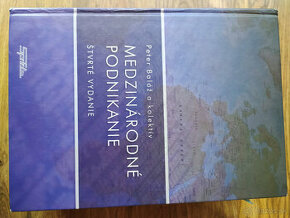 Peter Baláž a kolektív
MEDZINÁRODNÉ
PODNIKANIE
ŠTVRTÉ VYDANIE